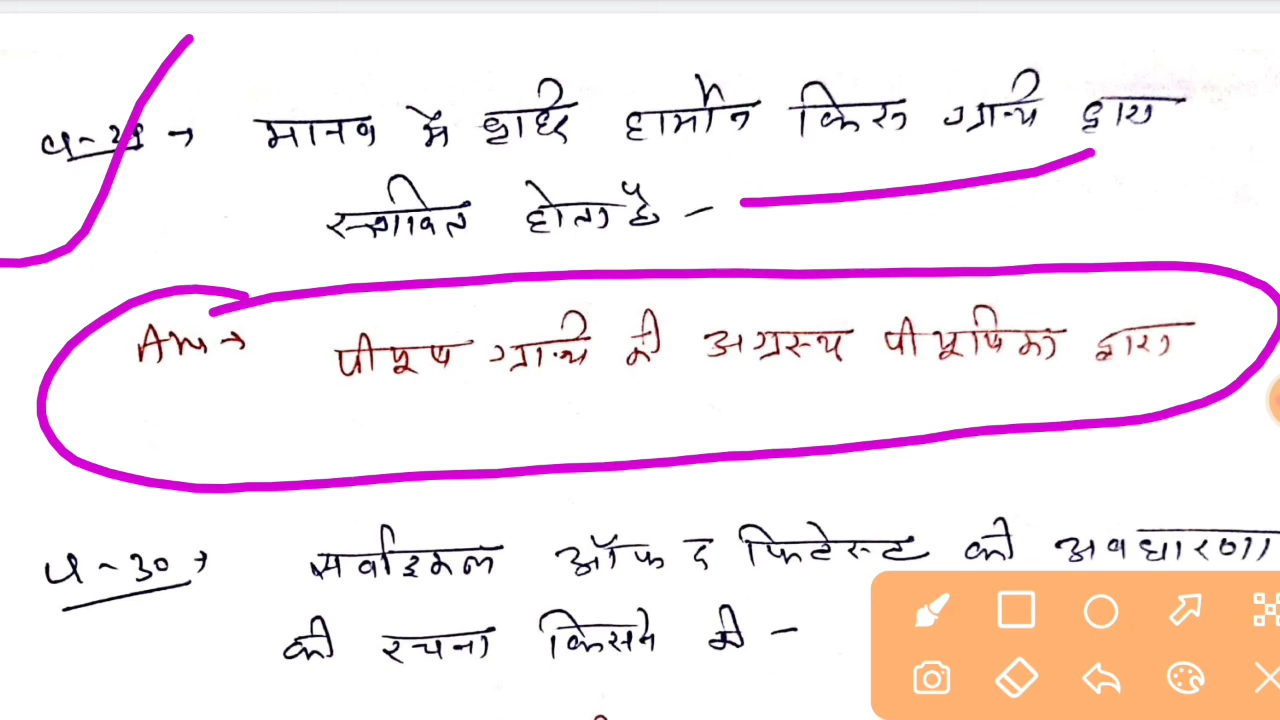 प्र-29 → मानव में वृद्धि हार्मोन किस ग्रन्थि द्वारा
स्त्रावित होता है -
Ans → पीयूष ग्रन्थि की अग्रस्थ पीयूषिका द्वारा
प्र-30 → सर्वाइवल ऑफ द फिटेस्ट की अवधारणा
की रचना किसने की -